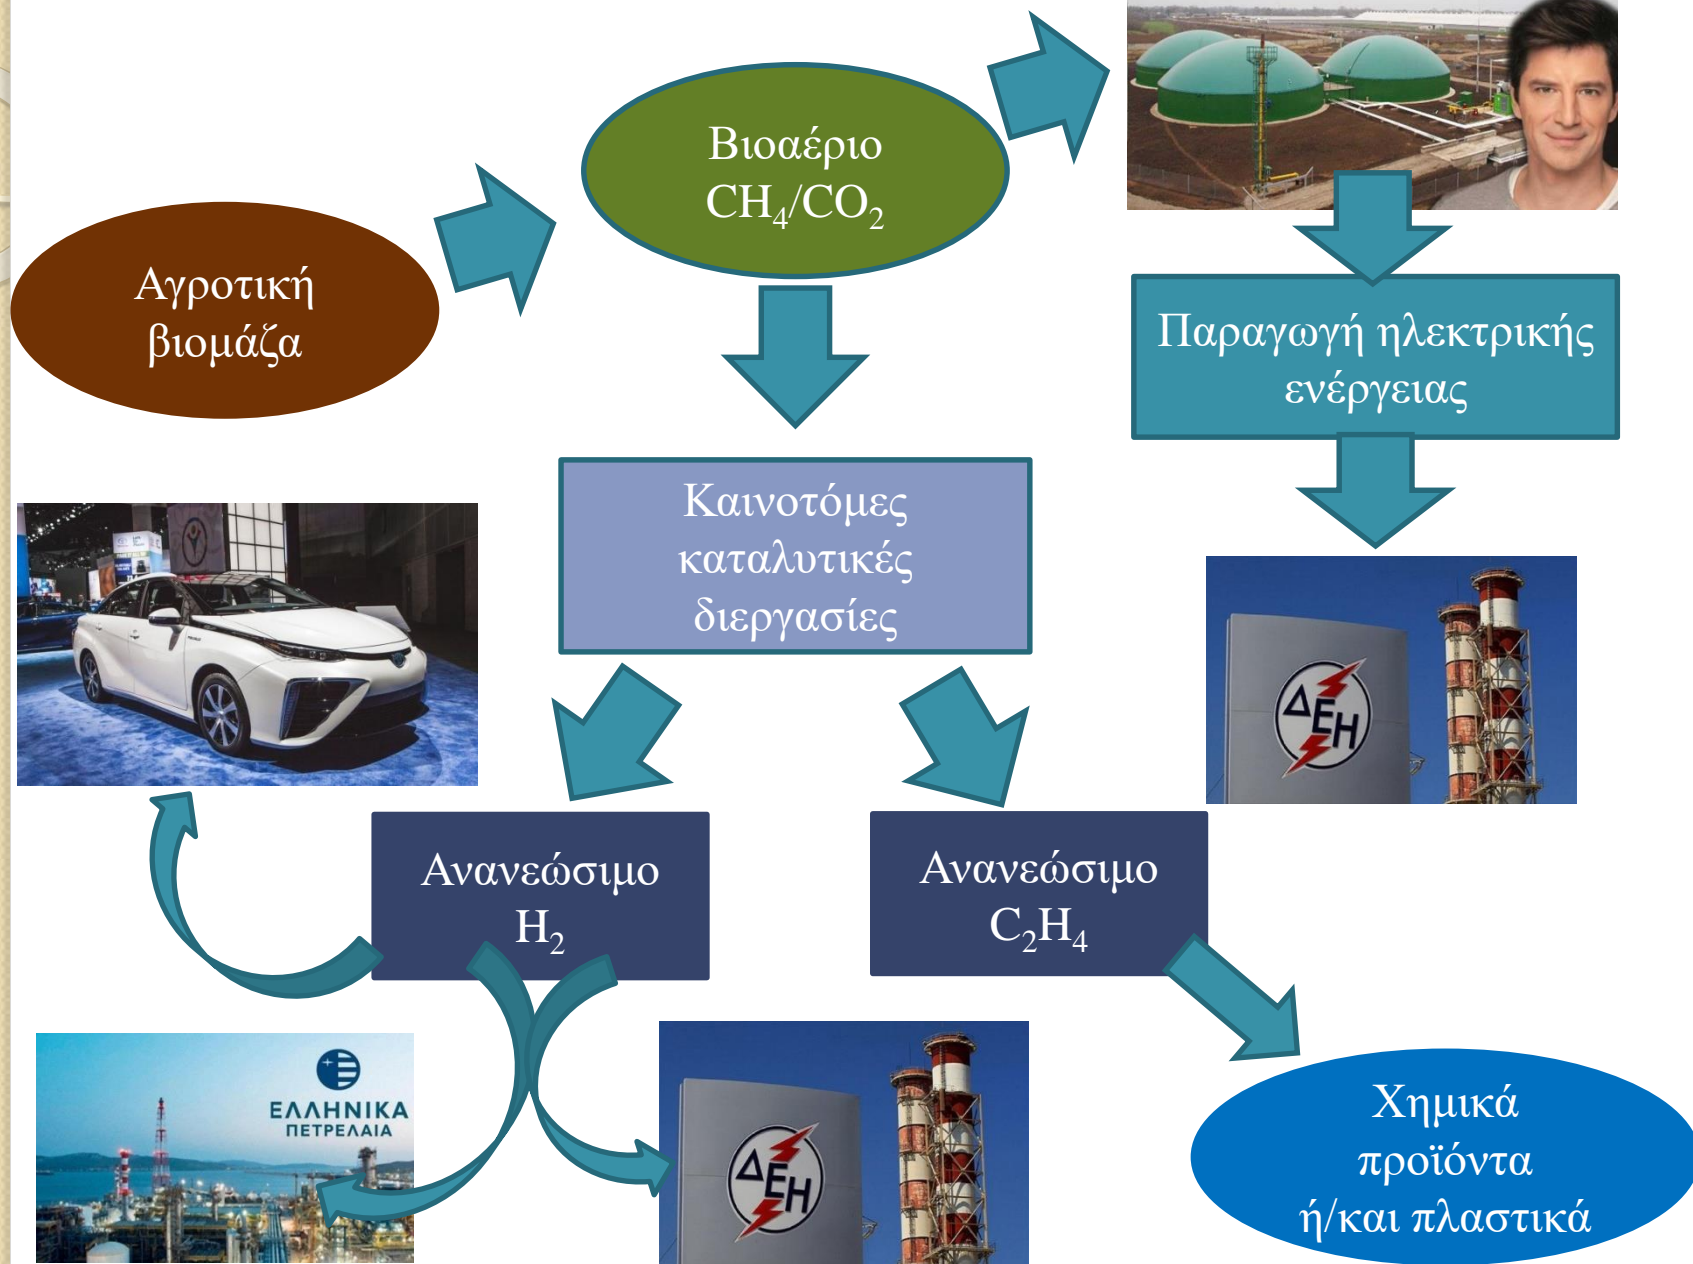 Βιοαέριο
CH₄/CO₂
Αγροτική
βιομάζα
Παραγωγή ηλεκτρικής
ενέργειας
Καινοτόμες
καταλυτικές
διεργασίες
ΔΕΗ
Ανανεώσιμο
H₂
Ανανεώσιμο
C₂H₄
ΕΛΛΗΝΙΚΑ
ΠΕΤΡΕΛΑΙΑ
ΔΕΗ
Χημικά
προϊόντα
ή/και πλαστικά